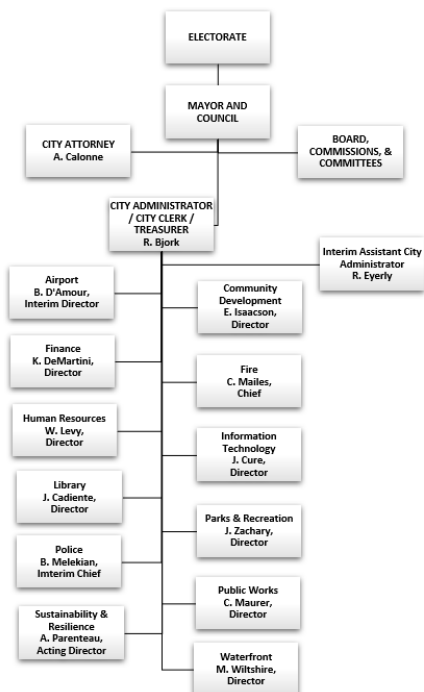 ELECTORATE
MAYOR AND
COUNCIL
CITY ATTORNEY
A. Calonne
BOARD,
COMMISSIONS, &
COMMITTEES
CITY ADMINISTRATOR
/ CITY CLERK /
TREASURER
R. Bjork
Interim Assistant City
Administrator
R. Eyerly
Airport
B. D'Amour,
Interim Director
Community
Development
E. Isaacson,
Director
Finance
K. DeMartini,
Director
Fire
C. Mailes,
Chief
Human Resources
W. Levy,
Director
Information
Technology
J. Cure,
Director
Library
J. Cadiente,
Director
Parks & Recreation
J. Zachary,
Director
Police
B. Melekian,
Imterim Chief
Public Works
C. Maurer,
Director
Sustainability &
Resilience
A. Parenteau,
Acting Director
Waterfront
M. Wiltshire,
Director